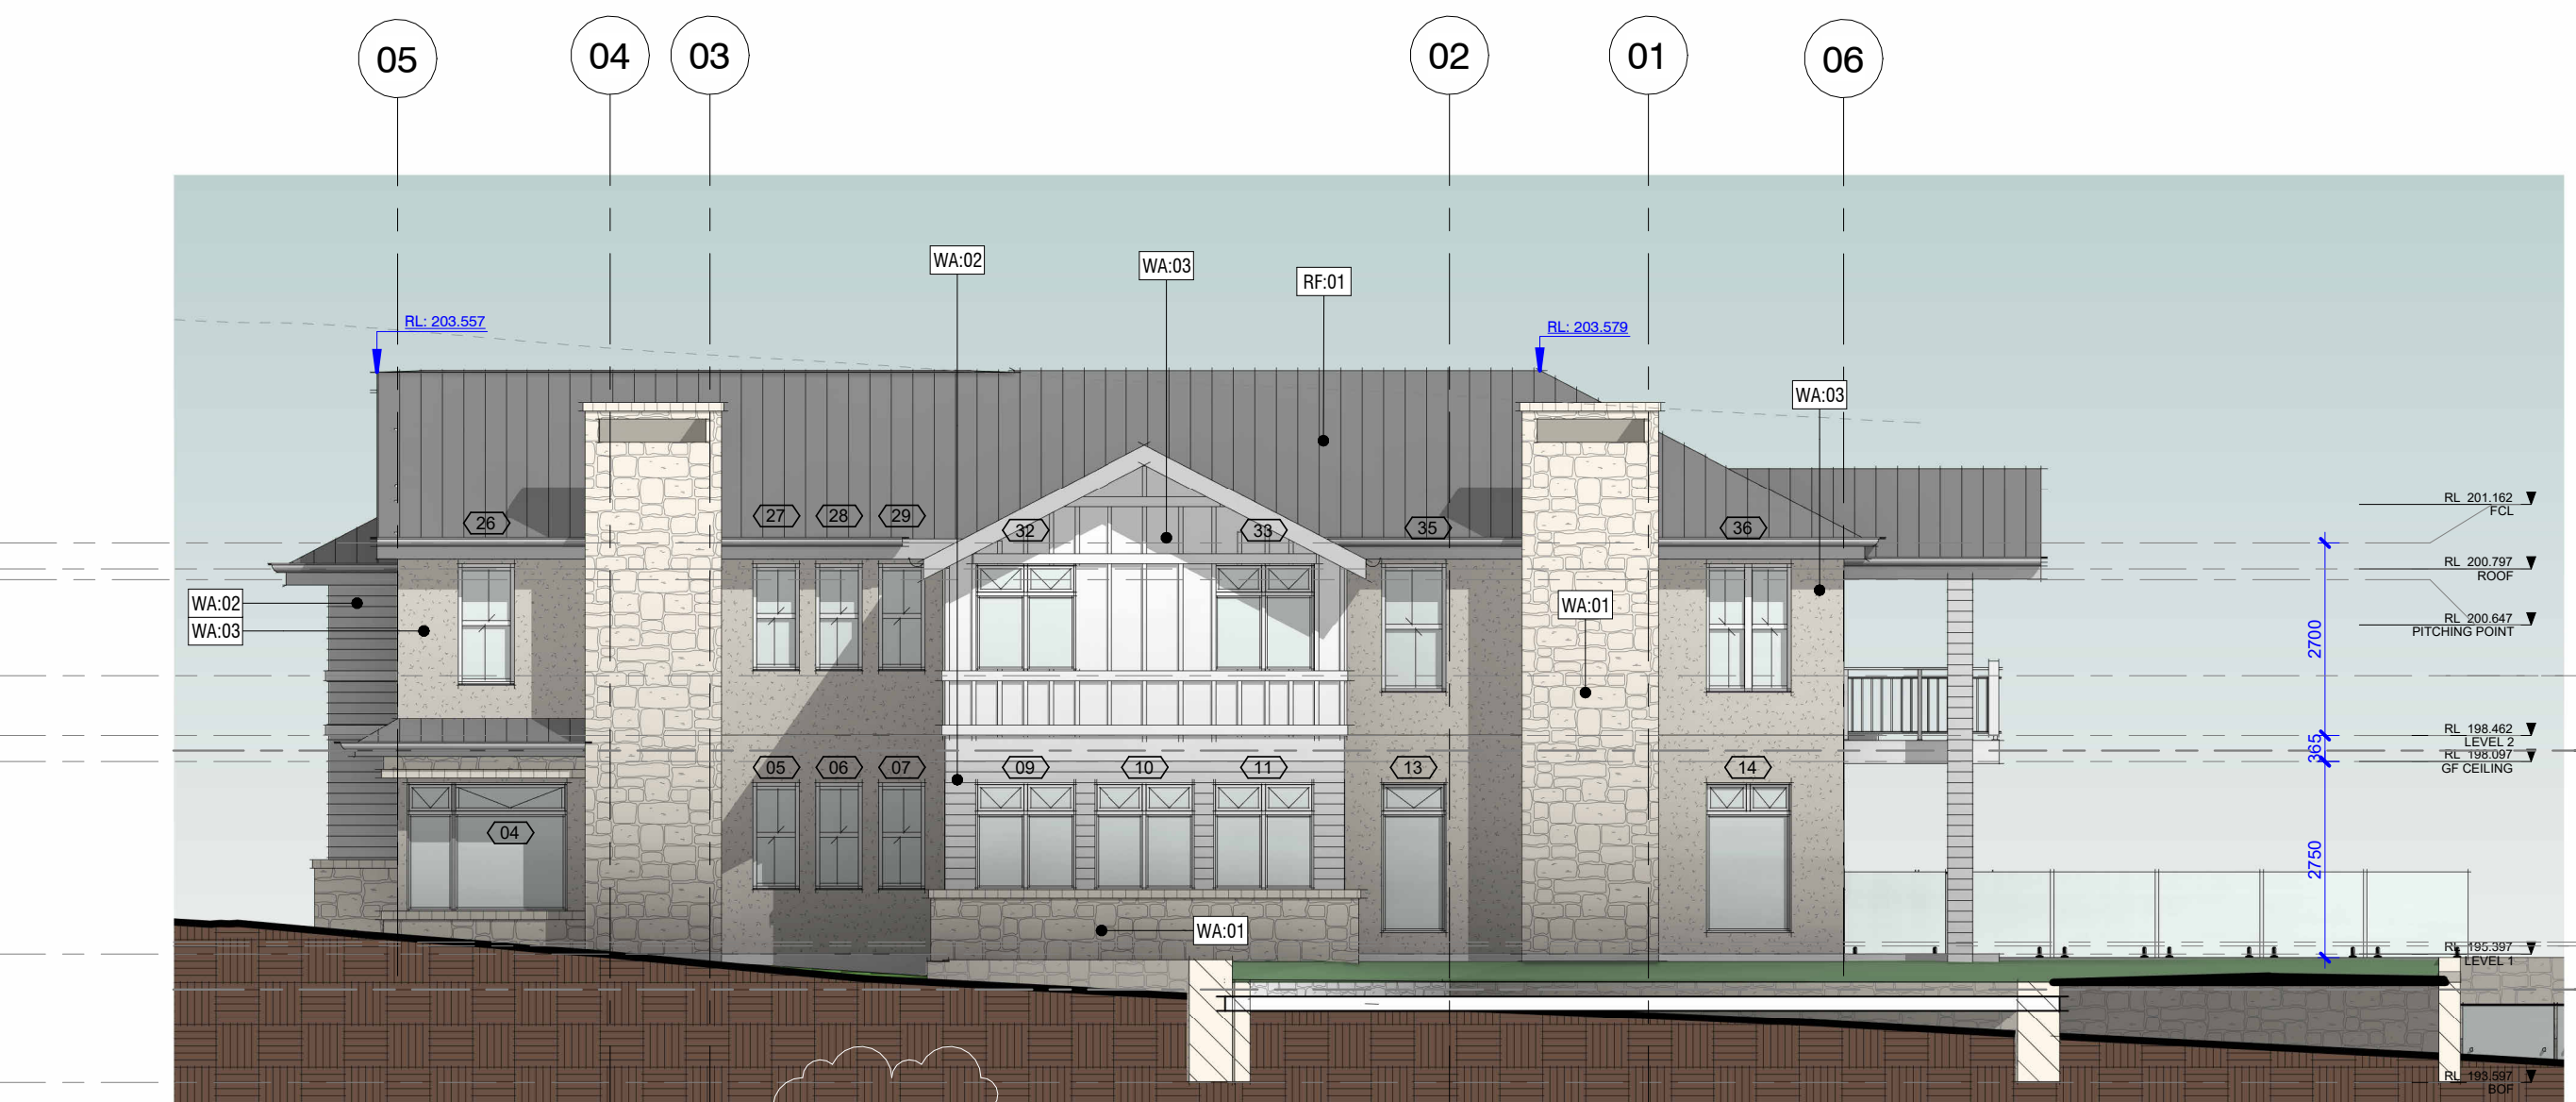 05
04
03
02
01
06
WA:02
WA:03
RF:01
RL: 203.557
RL: 203.579
WA:03
RL 201.162
FCL
26
27
28
29
32
33
35
36
RL 200.797
ROOF
WA:02
WA:01
RL 200.647
WA:03
PITCHING POINT
2700
RL 198.462
LEVEL 2
365
RL 198.097
GF CEILING
05
06
07
09
10
11
13
14
04
2750
WA:01
RL 195.397
LEVEL 1
RL 193.597
BOF